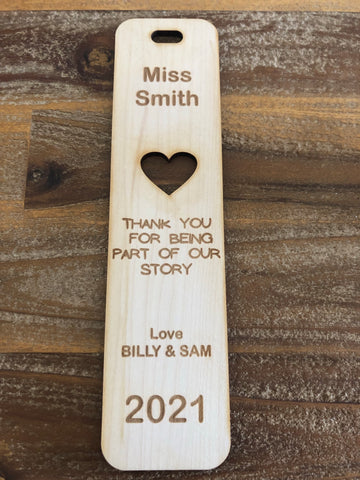 Miss
Smith
THANK YOU
FOR BEING
PART OF OUR
STORY
Love
BILLY & SAM
2021